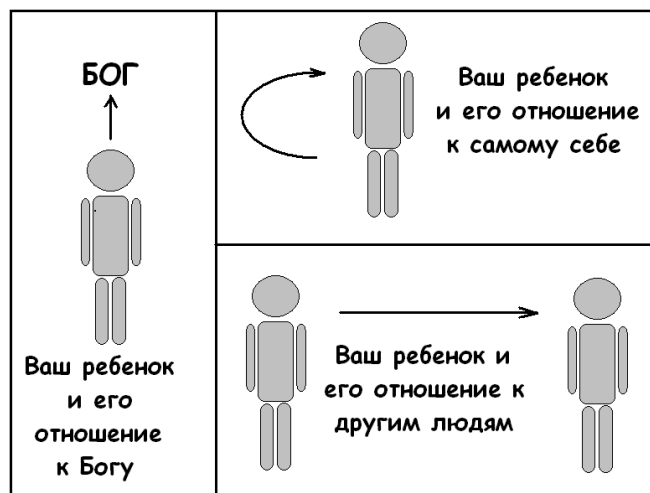 БОГ
Ваш ребенок
и его
отношение
к Богу
Ваш ребенок
и его отношение
к самому себе
Ваш ребенок и
его отношение к
другим людям